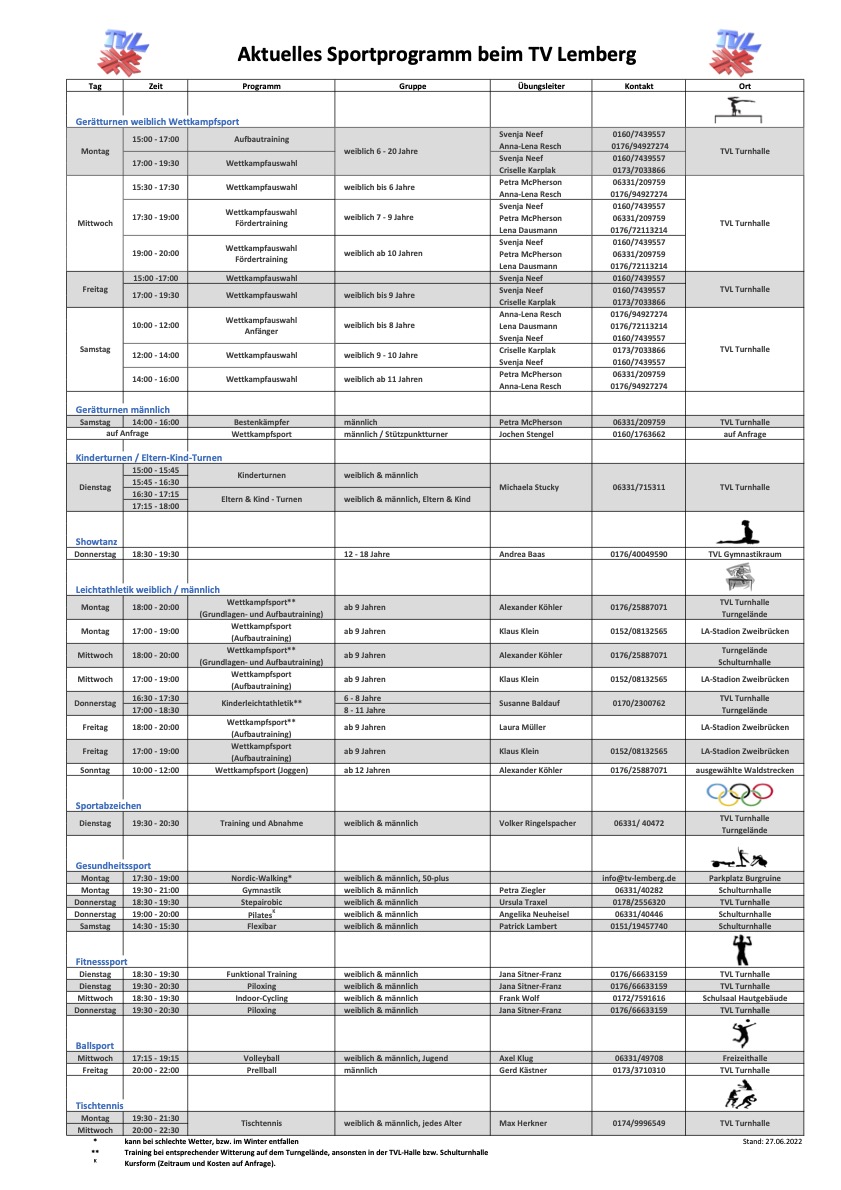 TVL
Aktuelles Sportprogramm beim TV Lemberg
TVL
Tag Zeit Programm Gruppe Übungsleiter Kontakt Ort
Gerätturnen weiblich Wettkampfsport
Montag 15:00 - 17:00 Aufbautraining weiblich 6 - 20 Jahre Svenja Neef 0160/7439557 TVL Turnhalle
Anna-Lena Resch 0176/94927274
17:00 - 19:30 Wettkampfauswahl Svenja Neef 0160/7439557
Criselle Karplak 0173/7033866
Mittwoch 15:30 - 17:30 Wettkampfauswahl weiblich bis 6 Jahre Petra McPherson 06331/209759 TVL Turnhalle
Anna-Lena Resch 0176/94927274
17:30 - 19:00 Wettkampfauswahl weiblich 7 - 9 Jahre Svenja Neef 0160/7439557
Fördertraining Petra McPherson 06331/209759
Lena Dausmann 0176/72113214
19:00 - 20:00 Wettkampfauswahl weiblich ab 10 Jahren Svenja Neef 0160/7439557
Fördertraining Petra McPherson 06331/209759
Lena Dausmann 0176/72113214
Freitag 15:00 -17:00 Wettkampfauswahl Svenja Neef 0160/7439557 TVL Turnhalle
17:00 - 19:30 Wettkampfauswahl weiblich bis 9 Jahre Svenja Neef 0160/7439557
Criselle Karplak 0173/7033866
Samstag 10:00 - 12:00 Wettkampfauswahl weiblich bis 8 Jahre Anna-Lena Resch 0176/94927274 TVL Turnhalle
Anfänger Lena Dausmann 0176/72113214
Svenja Neef 0160/7439557
12:00 - 14:00 Wettkampfauswahl weiblich 9 - 10 Jahre Criselle Karplak 0173/7033866
Svenja Neef 0160/7439557
14:00 - 16:00 Wettkampfauswahl weiblich ab 11 Jahren Petra McPherson 06331/209759
Anna-Lena Resch 0176/94927274
Gerätturnen männlich
Samstag 14:00 - 16:00 Bestenkämpfer männlich Petra McPherson 06331/209759 TVL Turnhalle
auf Anfrage Wettkampfsport männlich / Stützpunktturner Jochen Stengel 0160/1763662 auf Anfrage
Kinderturnen / Eltern-Kind-Turnen
Dienstag 15:00 - 15:45 Kinderturnen weiblich & männlich Michaela Stucky 06331/715311 TVL Turnhalle
15:45 - 16:30
16:30 - 17:15 Eltern & Kind - Turnen weiblich & männlich, Eltern & Kind
17:15 - 18:00
Showtanz
Donnerstag 18:30 - 19:30 12 - 18 Jahre Andrea Baas 0176/40049590 TVL Gymnastikraum
Leichtathletik weiblich / männlich
Montag 18:00 - 20:00 Wettkampfsport** ab 9 Jahren Alexander Köhler 0176/25887071 TVL Turnhalle
(Grundlagen- und Aufbautraining) Turngelände
Montag 17:00 - 19:00 Wettkampfsport ab 9 Jahren Klaus Klein 0152/08132565 LA-Stadion Zweibrücken
(Aufbautraining)
Mittwoch 18:00 - 20:00 Wettkampfsport** ab 9 Jahren Alexander Köhler 0176/25887071 Turngelände
(Grundlagen- und Aufbautraining) Schulturnhalle
Mittwoch 17:00 - 19:00 Wettkampfsport ab 9 Jahren Klaus Klein 0152/08132565 LA-Stadion Zweibrücken
(Aufbautraining)
Donnerstag 16:30 - 17:30 Kinderleichtathletik** 6 - 8 Jahre Susanne Baldauf 0170/2300762 TVL Turnhalle
17:00 - 18:30 8 - 11 Jahre Turngelände
Freitag 18:00 - 20:00 Wettkampfsport** ab 9 Jahren Laura Müller LA-Stadion Zweibrücken
(Aufbautraining)
Freitag 17:00 - 19:00 Wettkampfsport ab 9 Jahren Klaus Klein 0152/08132565 LA-Stadion Zweibrücken
(Aufbautraining)
Sonntag 10:00 - 12:00 Wettkampfsport (Joggen) ab 12 Jahren Alexander Köhler 0176/25887071 ausgewählte Waldstrecken
Sportabzeichen
Dienstag 19:30 - 20:30 Training und Abnahme weiblich & männlich Volker Ringelspacher 06331/ 40472 TVL Turnhalle
Turngelände
Gesundheitssport
Montag 17:30 - 19:00 Nordic-Walking* weiblich & männlich, 50-plus info@tv-lemberg.de Parkplatz Burgruine
Montag 19:30 - 21:00 Gymnastik weiblich & männlich Petra Ziegler 06331/40282 Schulturnhalle
Donnerstag 18:30 - 19:30 Stepairobic weiblich & männlich Ursula Traxel 0178/2556320 TVL Turnhalle
Donnerstag 19:00 - 20:00 Pilates K weiblich & männlich Angelika Neuheisel 06331/40446 Schulturnhalle
Samstag 14:30 - 15:30 Flexibar weiblich & männlich Patrick Lambert 0151/19457740 Schulturnhalle
Fitnesssport
Dienstag 18:30 - 19:30 Funktional Training weiblich & männlich Jana Sitner-Franz 0176/66633159 TVL Turnhalle
Dienstag 19:30 - 20:30 Piloxing weiblich & männlich Jana Sitner-Franz 0176/66633159 TVL Turnhalle
Mittwoch 18:30 - 19:30 Indoor-Cycling weiblich & männlich Frank Wolf 0172/7591616 Schulsaal Hautgebäude
Donnerstag 19:30 - 20:30 Piloxing weiblich & männlich Jana Sitner-Franz 0176/66633159 TVL Turnhalle
Ballsport
Mittwoch 17:15 - 19:15 Volleyball weiblich & männlich, Jugend Axel Klug 06331/49708 Freizeithalle
Freitag 20:00 - 22:00 Prellball männlich Gerd Kästner 0173/3710310 TVL Turnhalle
Tischtennis
Montag 19:30 - 21:30 Tischtennis weiblich & männlich, jedes Alter Max Herkner 0174/9996549 TVL Turnhalle
Mittwoch 20:00 - 22:30
* kann bei schlechte Wetter, bzw. im Winter entfallen Stand: 27.06.2022
** Training bei entsprechender Witterung auf dem Turngelände, ansonsten in der TVL-Halle bzw. Schulturnhalle
K Kursform (Zeitraum und Kosten auf Anfrage).